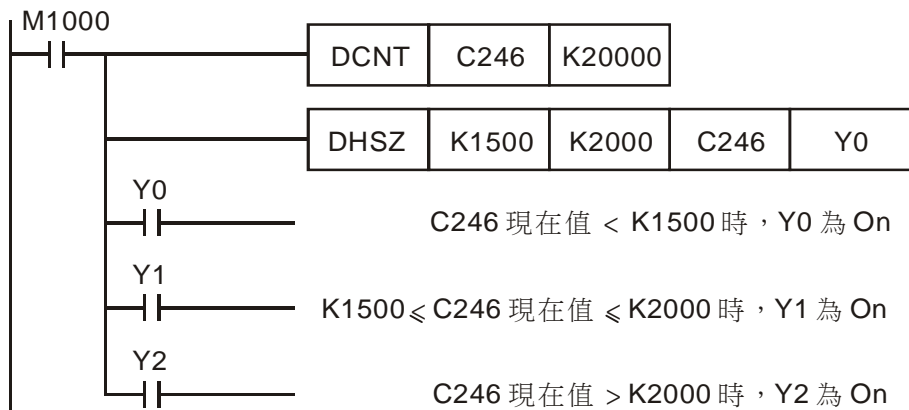 M1000
DCNT C246 K20000
DHSZ K1500 K2000 C246 Y0
Y0
C246 現在值 < K1500 時，Y0 為 On
Y1
K1500 ⩽ C246 現在值 ⩽ K2000 時，Y1 為 On
Y2
C246 現在值 > K2000 時，Y2 為 On